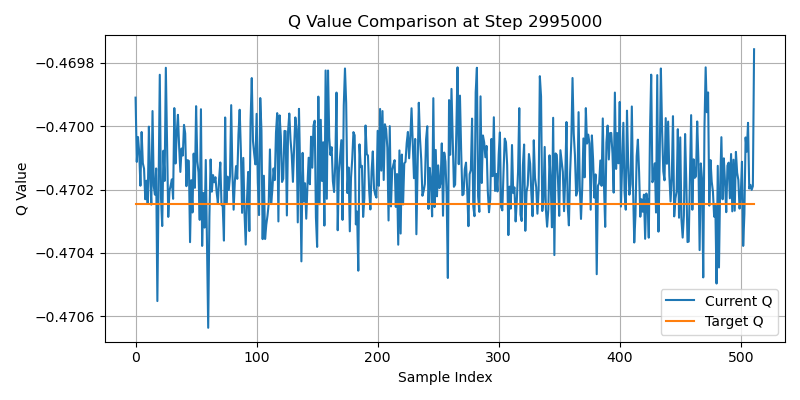 Q Value Comparison at Step 2995000
Q Value
−0.4698
−0.4700
−0.4702
−0.4704
−0.4706
0
100
200
300
400
500
Sample Index
Current Q
Target Q